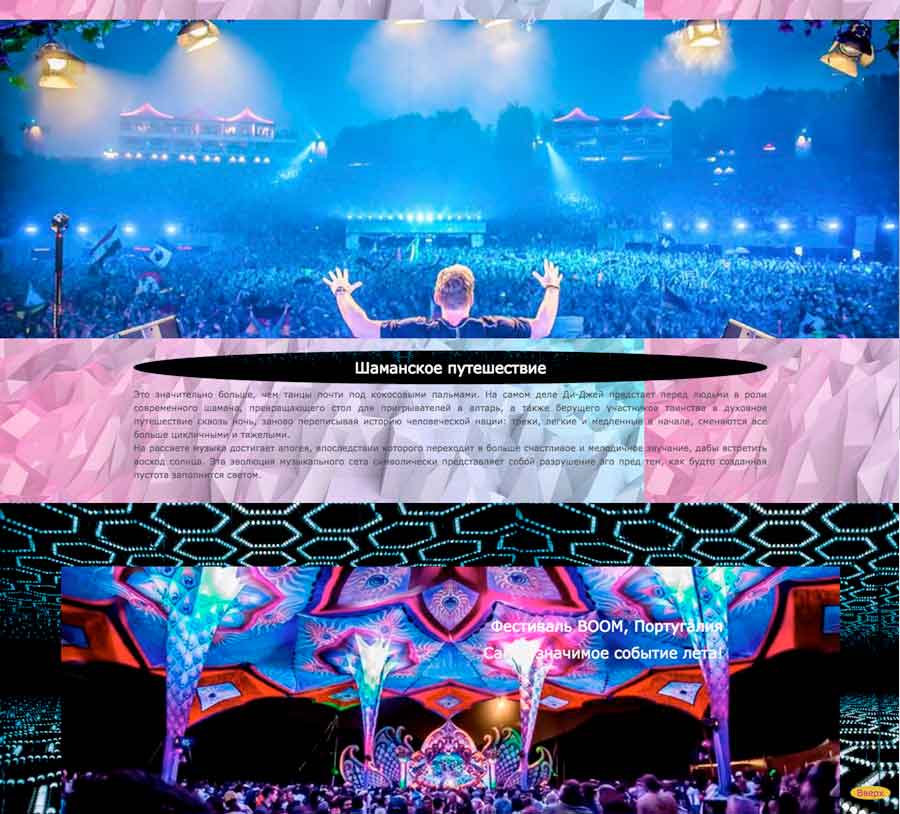 Шаманское путешествие
Это значительно больше, чем танцы почти под кокосовыми пальмами. На самом деле Ди-Джей предстает перед людьми в роли
современного шамана, превращающего стол для пригрывателей в алтарь, а также берущего участников таинства в духовное
путешествие сквозь ночь, заново переписывая историю человеческой нации: треки, легкие и медленные в начале, сменяются все
больше цикличными и тяжелыми.
На рассвете музыка достигает апогея, впоследствии которого переходит в больше счастливое и мелодичное звучание, дабы встретить
восход солнца. Эта эволюция музыкального сета символически представляет собой разрушение эго пред тем, как будто созданная
пустота заполнится светом.
Фестиваль BOOM, Португалия
Самое значимое событие лета!
Вверх